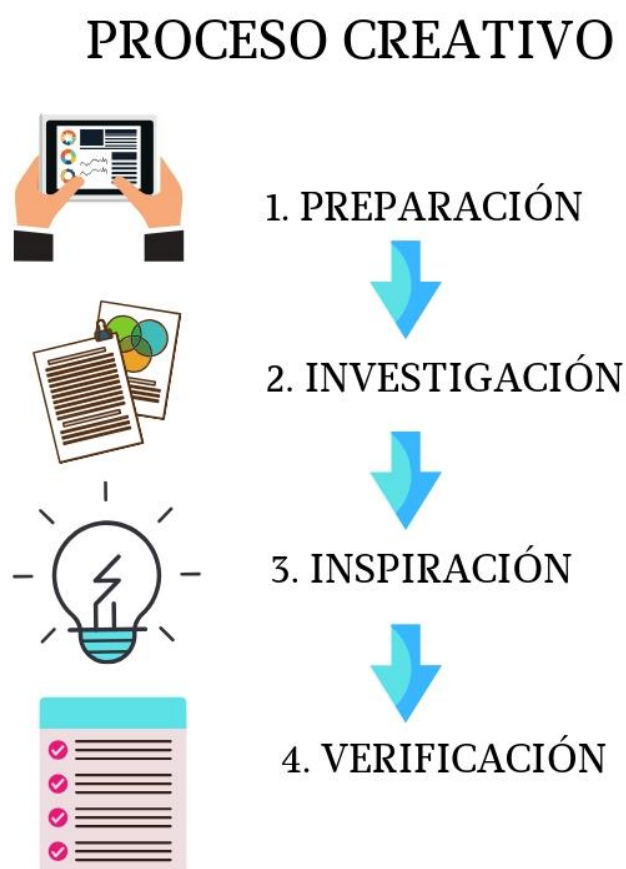 PROCESO CREATIVO
1. PREPARACIÓN
2. INVESTIGACIÓN
3. INSPIRACIÓN
4. VERIFICACIÓN